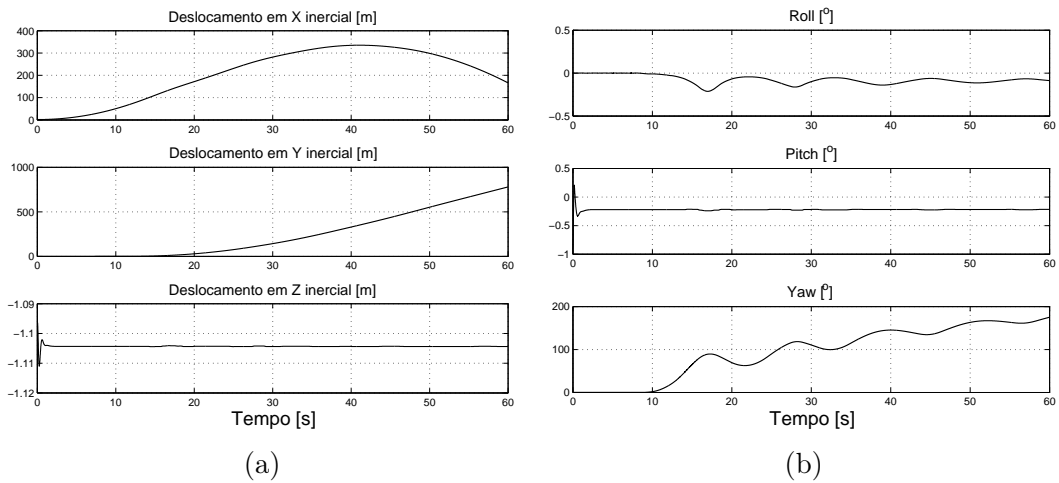 Deslocamento em X inercial [m]
400
300
200
100
0
0 10 20 30 40 50 60
Deslocamento em Y inercial [m]
1000
500
0
0 10 20 30 40 50 60
Deslocamento em Z inercial [m]
−1.09
−1.1
−1.11
−1.12
0 10 20 30 40 50 60
Tempo [s]
(a)
Roll [º]
0.5
0
−0.5
0 10 20 30 40 50 60
Pitch [º]
0.5
0
−0.5
−1
0 10 20 30 40 50 60
Yaw [º]
200
100
0
0 10 20 30 40 50 60
Tempo [s]
(b)